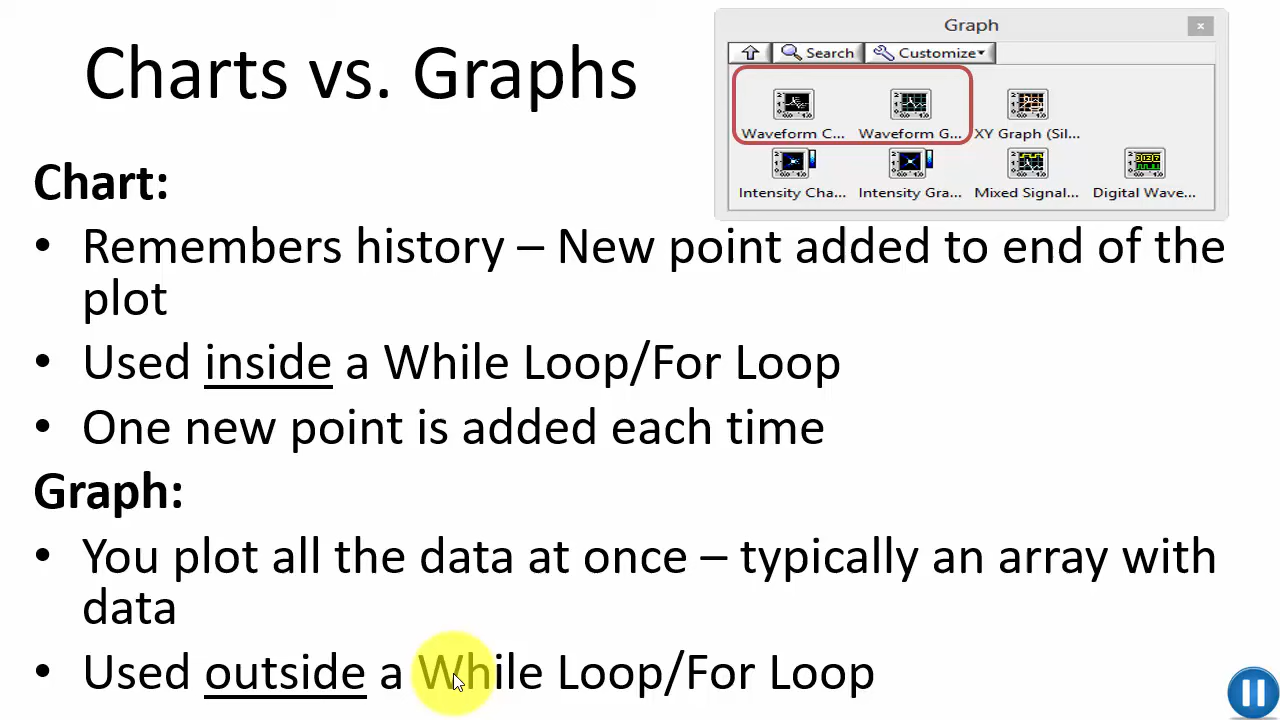 Charts vs. Graphs
Graph
x
Search
Customize
Waveform C...
Waveform G...
XY Graph (Sil...
Intensity Cha...
Intensity Gra...
Mixed Signal...
Digital Wave...
Chart:
• Remembers history – New point added to end of the
plot
• Used inside a While Loop/For Loop
• One new point is added each time
Graph:
• You plot all the data at once – typically an array with
data
• Used outside a While Loop/For Loop